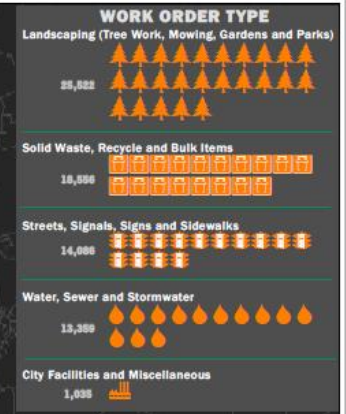 WORK ORDER TYPE
Landscaping (Tree Work, Mowing, Gardens and Parks)
25,522
Solid Waste, Recycle and Bulk Items
18,556
Streets, Signals, Signs and Sidewalks
14,086
Water, Sewer and Stormwater
13,359
City Facilities and Miscellaneous
1,035